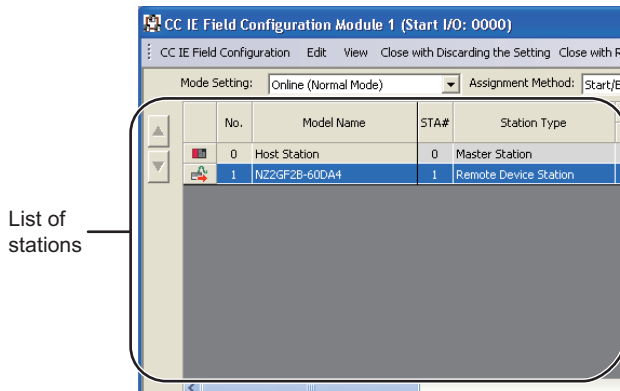 CC IE Field Configuration Module 1 (Start I/O: 0000)
CC IE Field Configuration Edit View Close with Discarding the Setting Close with R
Mode Setting: Online (Normal Mode) Assignment Method: Start/E
No. Model Name STA# Station Type
0 Host Station 0 Master Station
1 NZ2GF2B-60DA4 1 Remote Device Station
List of
stations